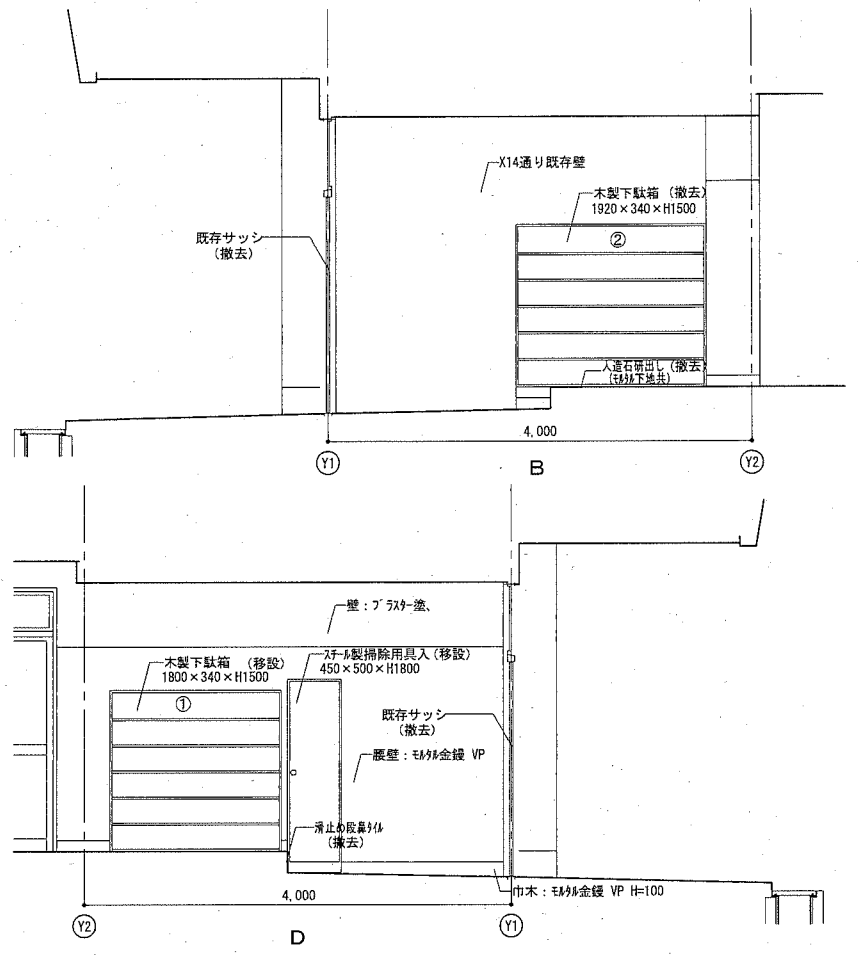 X14通り既存壁
木製下駄箱 (撤去)
1920×340×H1500
②
既存サッシ
(撤去)
人造石研出し (撤去)
(モルタル下地共)
4,000
Y1
B
Y2
壁：プラスター塗、
木製下駄箱 (移設)
1800×340×H1500
①
スチール製掃除用具入 (移設)
450×500×H1800
既存サッシ
(撤去)
腰壁：モルタル金鏝 VP
滑止め段鼻タイル
(撤去)
巾木：モルタル金鏝 VP H=100
4,000
Y2
D
Y1